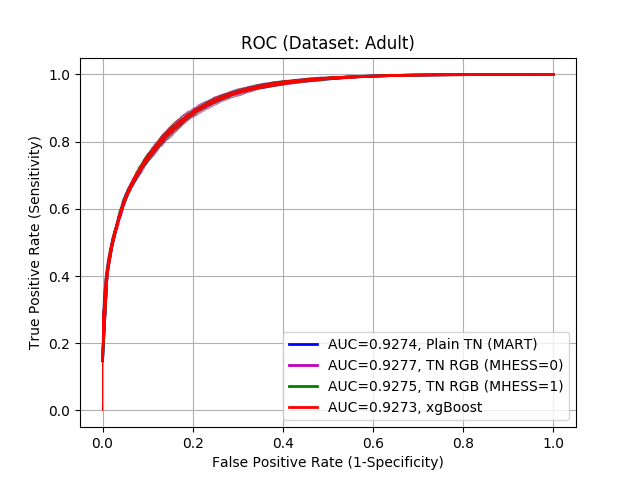 ROC (Dataset: Adult)
True Positive Rate (Sensitivity)
1.0
0.8
0.6
0.4
0.2
0.0
AUC=0.9274, Plain TN (MART)
AUC=0.9277, TN RGB (MHESS=0)
AUC=0.9275, TN RGB (MHESS=1)
AUC=0.9273, xgBoost
0.0 0.2 0.4 0.6 0.8 1.0
False Positive Rate (1-Specificity)